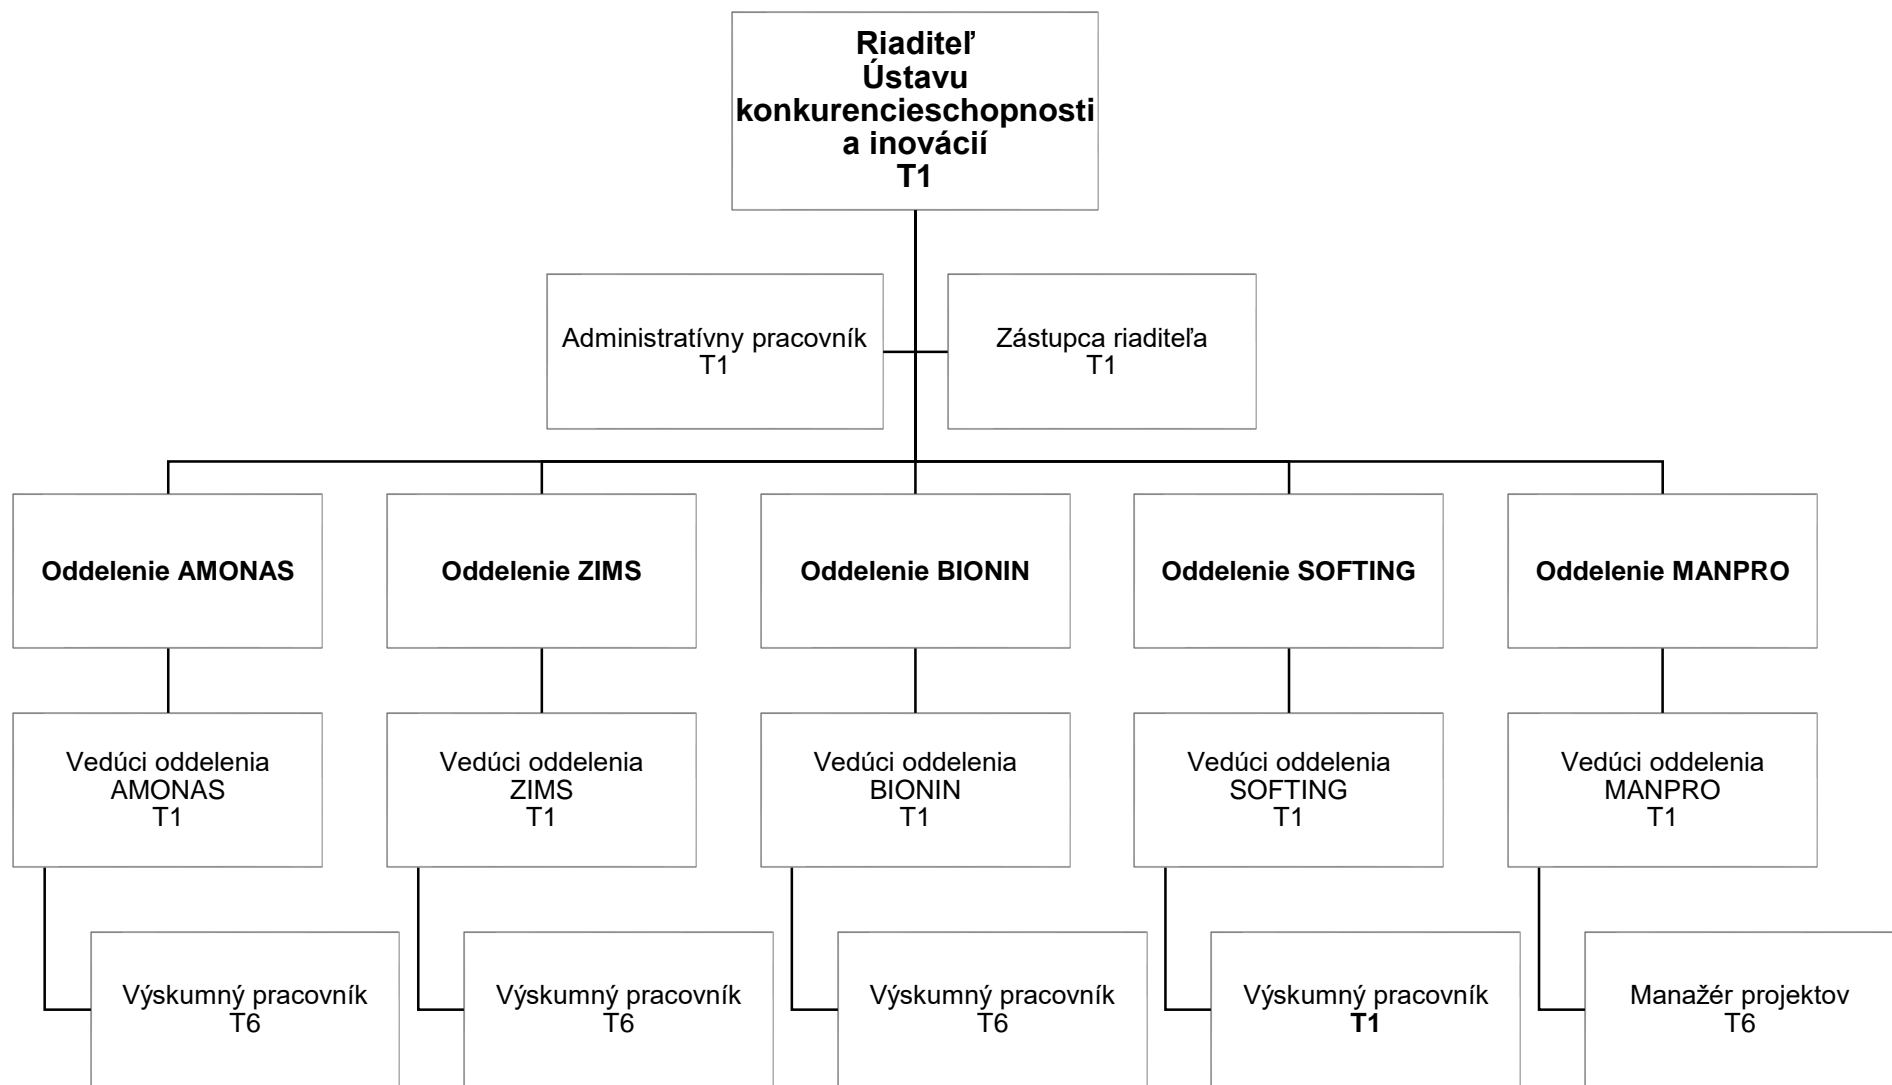 Riaditeľ
Ústavu
konkurencieschopnosti
a inovácií
T1
Administratívny pracovník
T1
Zástupca riaditeľa
T1
Oddelenie AMONAS
Oddelenie ZIMS
Oddelenie BIONIN
Oddelenie SOFTING
Oddelenie MANPRO
Vedúci oddelenia
AMONAS
T1
Vedúci oddelenia
ZIMS
T1
Vedúci oddelenia
BIONIN
T1
Vedúci oddelenia
SOFTING
T1
Vedúci oddelenia
MANPRO
T1
Výskumný pracovník
T6
Výskumný pracovník
T6
Výskumný pracovník
T6
Výskumný pracovník
T1
Manažér projektov
T6